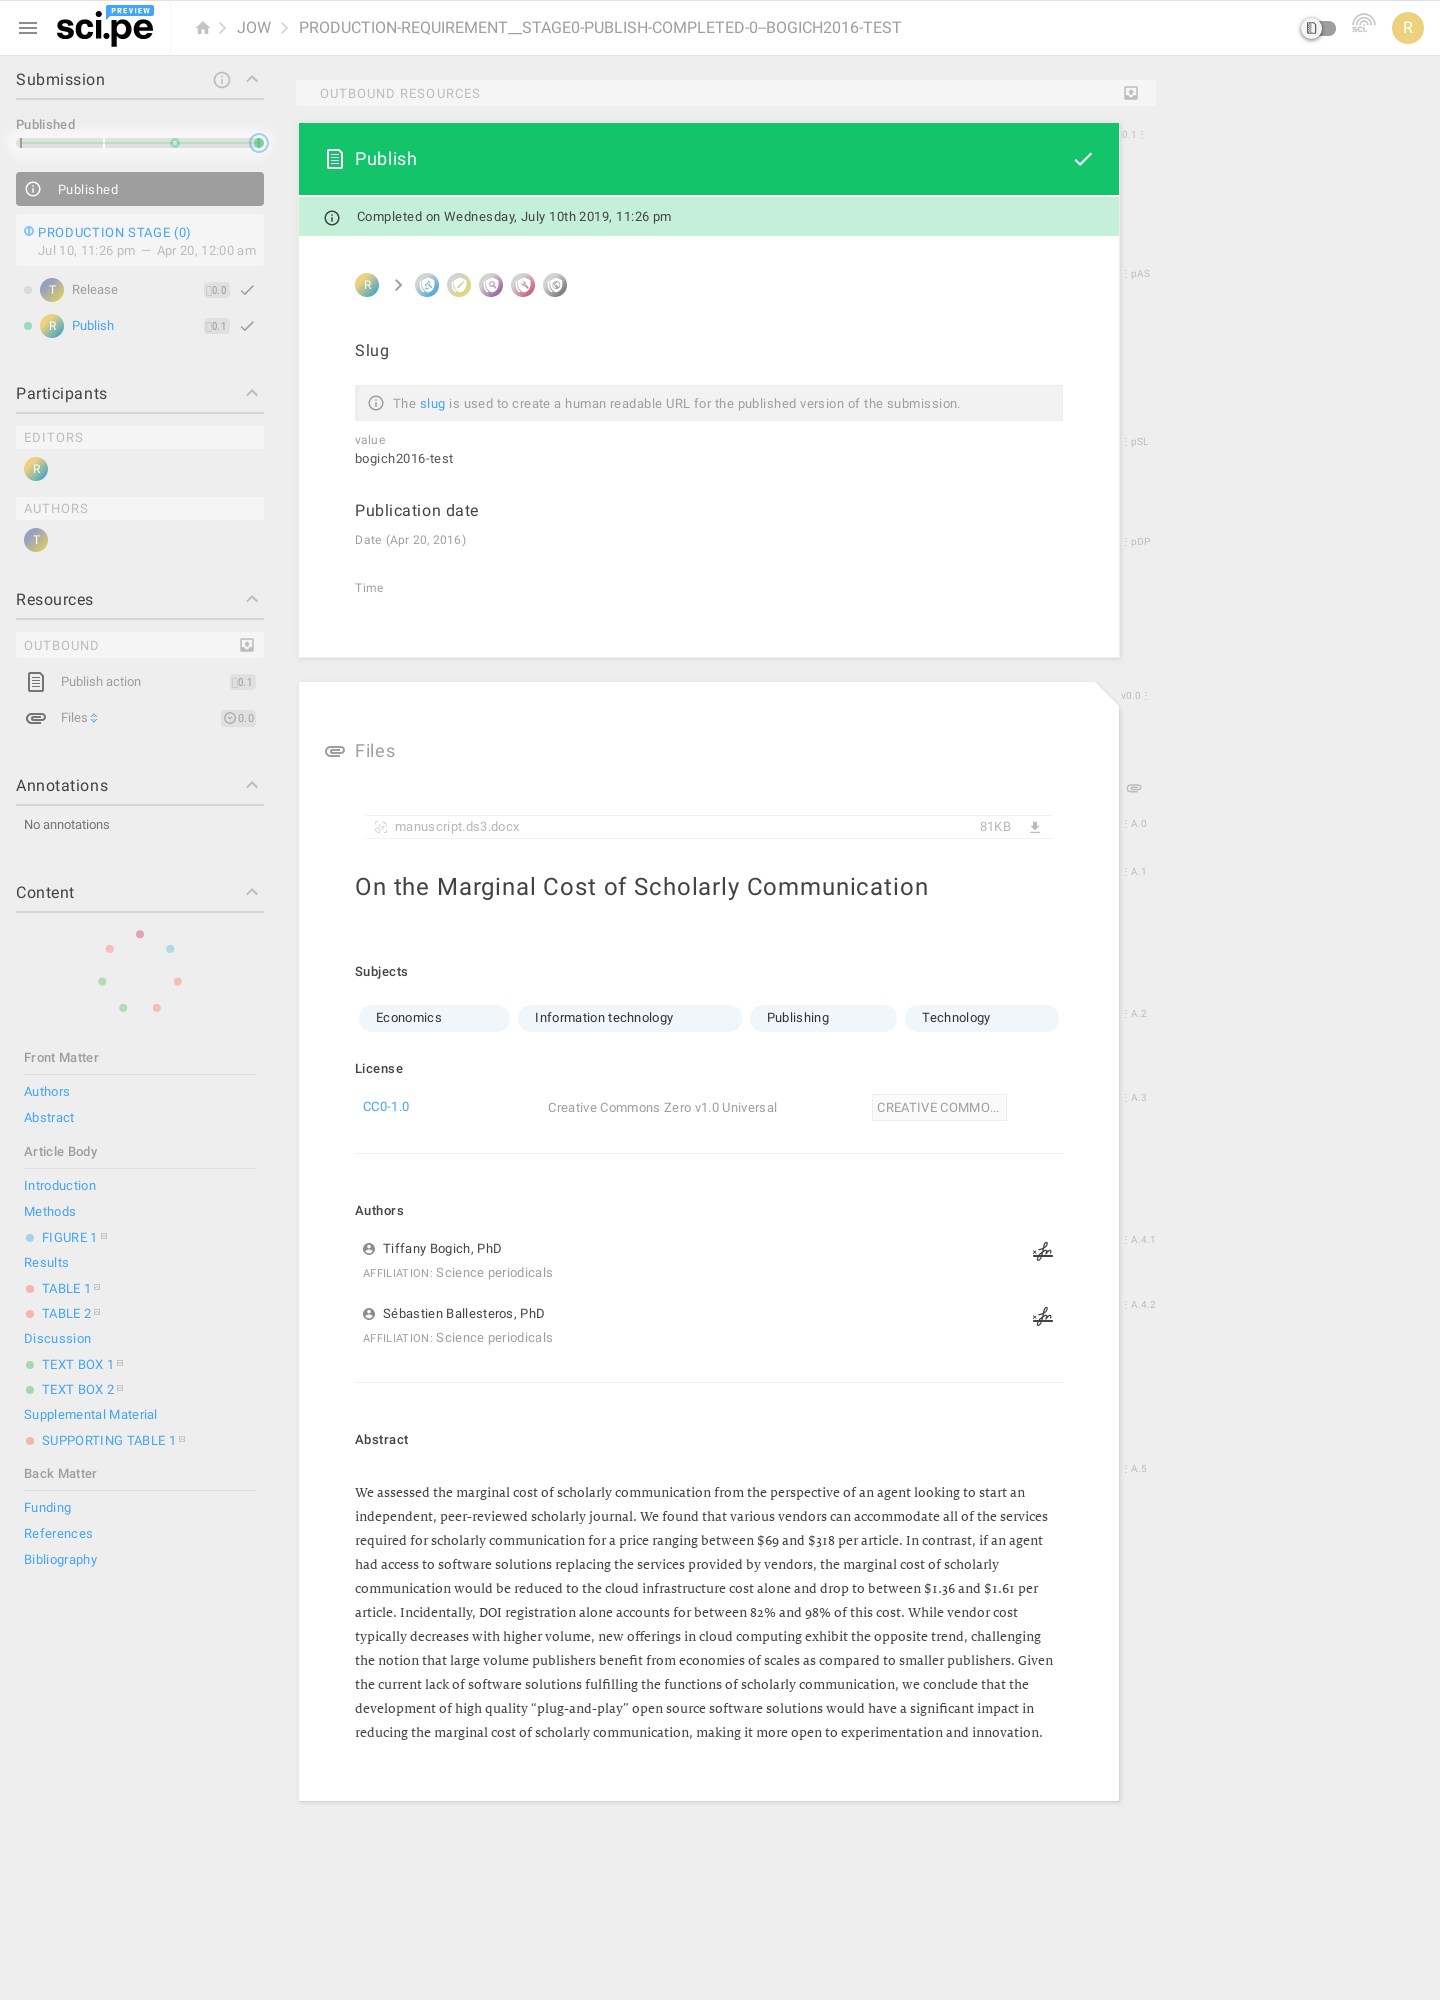 sci.pe PREVIEW
JOW PRODUCTION-REQUIREMENT__STAGE0-PUBLISH-COMPLETED-0--BOGICH2016-TEST
sci.
R
Submission
Published
Published
PRODUCTION STAGE (0)
Jul 10, 11:26 pm — Apr 20, 12:00 am
T Release 0.0
R Publish 0.1
Participants
EDITORS
R
AUTHORS
T
Resources
OUTBOUND
Publish action 0.1
Files 0.0
Annotations
No annotations
Content
Front Matter
Authors
Abstract
Article Body
Introduction
Methods
FIGURE 1
Results
TABLE 1
TABLE 2
Discussion
TEXT BOX 1
TEXT BOX 2
Supplemental Material
SUPPORTING TABLE 1
Back Matter
Funding
References
Bibliography
OUTBOUND RESOURCES
Publish
Completed on Wednesday, July 10th 2019, 11:26 pm
R
Slug
The slug is used to create a human readable URL for the published version of the submission.
value
bogich2016-test
Publication date
Date (Apr 20, 2016)
Time
Files
manuscript.ds3.docx 81KB
On the Marginal Cost of Scholarly Communication
Subjects
Economics Information technology Publishing Technology
License
CC0-1.0 Creative Commons Zero v1.0 Universal CREATIVE COMMO...
Authors
Tiffany Bogich, PhD
AFFILIATION: Science periodicals
Sébastien Ballesteros, PhD
AFFILIATION: Science periodicals
Abstract
We assessed the marginal cost of scholarly communication from the perspective of an agent looking to start an
independent, peer-reviewed scholarly journal. We found that various vendors can accommodate all of the services
required for scholarly communication for a price ranging between $69 and $318 per article. In contrast, if an agent
had access to software solutions replacing the services provided by vendors, the marginal cost of scholarly
communication would be reduced to the cloud infrastructure cost alone and drop to between $1.36 and $1.61 per
article. Incidentally, DOI registration alone accounts for between 82% and 98% of this cost. While vendor cost
typically decreases with higher volume, new offerings in cloud computing exhibit the opposite trend, challenging
the notion that large volume publishers benefit from economies of scales as compared to smaller publishers. Given
the current lack of software solutions fulfilling the functions of scholarly communication, we conclude that the
development of high quality “plug-and-play” open source software solutions would have a significant impact in
reducing the marginal cost of scholarly communication, making it more open to experimentation and innovation.
0.1
pAS
pSL
pDP
v0.0
A.0
A.1
A.2
A.3
A.4.1
A.4.2
A.5